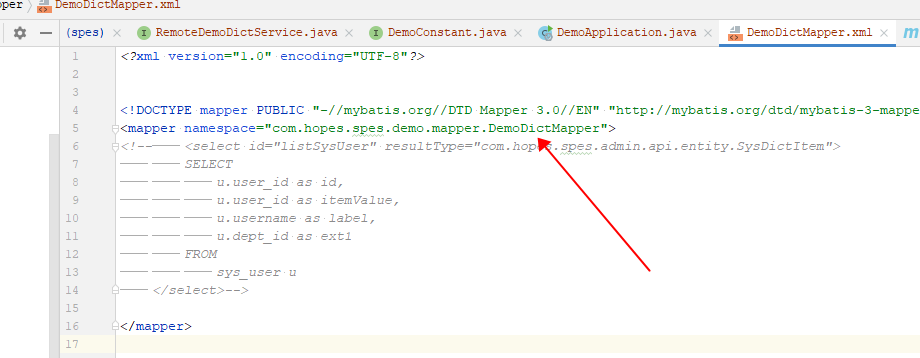 pper DemoDictMapper.xml
(spes) RemoteDemoDictService.java DemoConstant.java DemoApplication.java DemoDictMapper.xml m
1 <?xml version="1.0" encoding="UTF-8"?>
2
3
4 <!DOCTYPE mapper PUBLIC "-//mybatis.org//DTD Mapper 3.0//EN" "http://mybatis.org/dtd/mybatis-3-mappe
5 <mapper namespace="com.hopes.spes.demo.mapper.DemoDictMapper">
6 <!-- <select id="listSysUser" resultType="com.hopes.spes.admin.api.entity.SysDictItem">
7 SELECT
8 u.user_id as id,
9 u.user_id as itemValue,
10 u.username as label,
11 u.dept_id as ext1
12 FROM
13 sys_user u
14 </select>-->
15
16 </mapper>
17